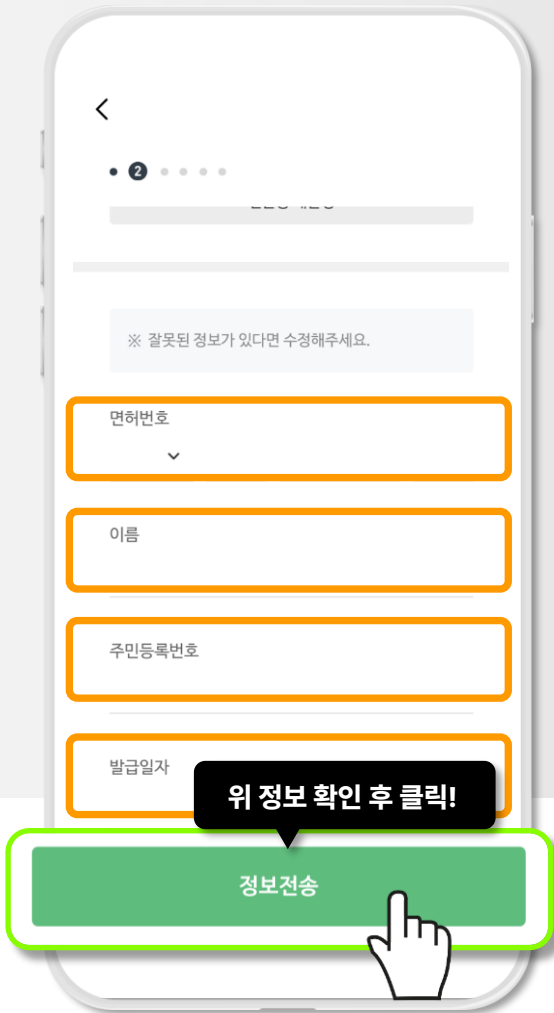 2
※ 잘못된 정보가 있다면 수정해주세요.
면허번호
이름
주민등록번호
발급일자
위 정보 확인 후 클릭!
정보전송